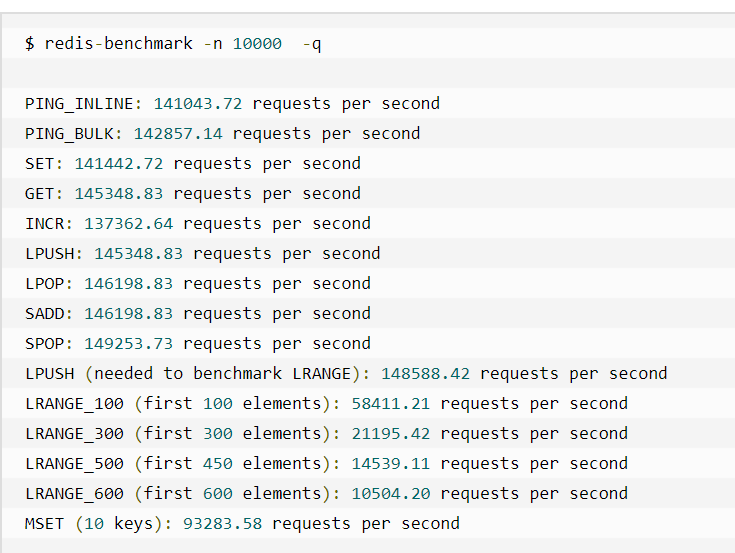 $ redis-benchmark -n 10000  -q
PING_INLINE: 141043.72 requests per second
PING_BULK: 142857.14 requests per second
SET: 141442.72 requests per second
GET: 145348.83 requests per second
INCR: 137362.64 requests per second
LPUSH: 145348.83 requests per second
LPOP: 146198.83 requests per second
SADD: 146198.83 requests per second
SPOP: 149253.73 requests per second
LPUSH (needed to benchmark LRANGE): 148588.42 requests per second
LRANGE_100 (first 100 elements): 58411.21 requests per second
LRANGE_300 (first 300 elements): 21195.42 requests per second
LRANGE_500 (first 450 elements): 14539.11 requests per second
LRANGE_600 (first 600 elements): 10504.20 requests per second
MSET (10 keys): 93283.58 requests per second